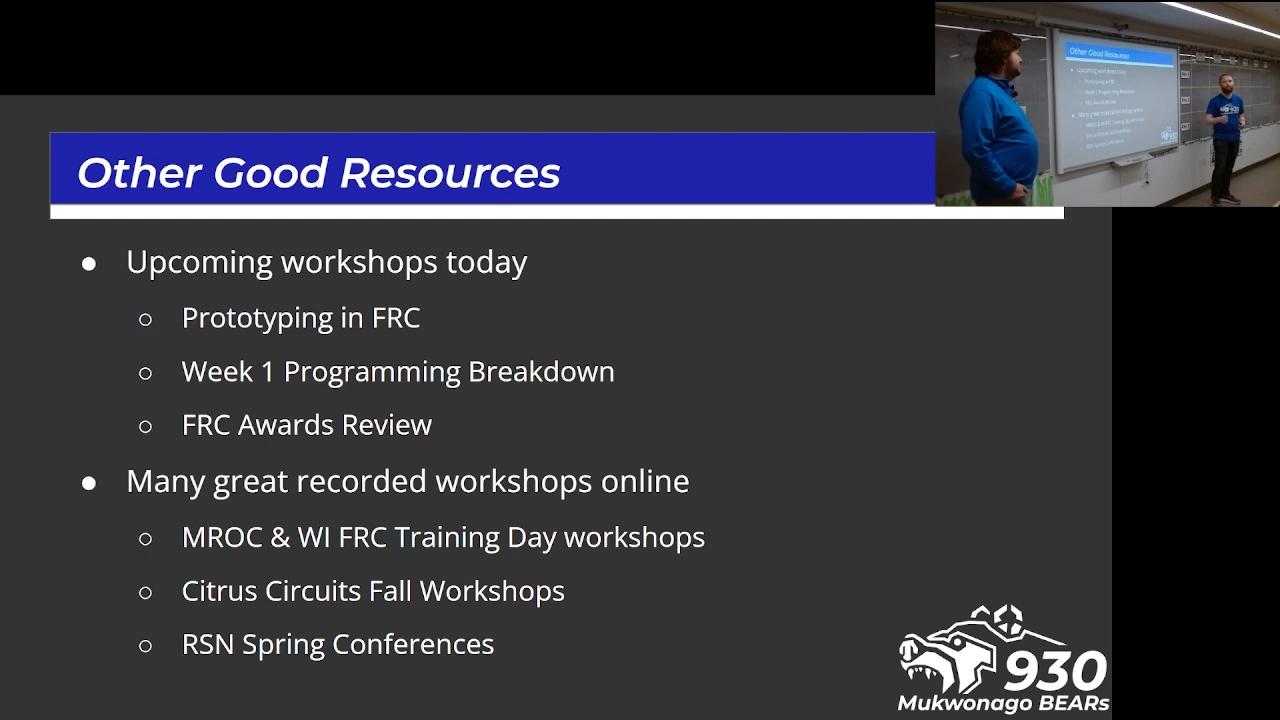 Other Good Resources
● Upcoming workshops today
○ Prototyping in FRC
○ Week 1 Programming Breakdown
○ FRC Awards Review
● Many great recorded workshops online
○ MROC & WI FRC Training Day workshops
○ Citrus Circuits Fall Workshops
○ RSN Spring Conferences
930
Mukwonago BEARs
Other Good Resources